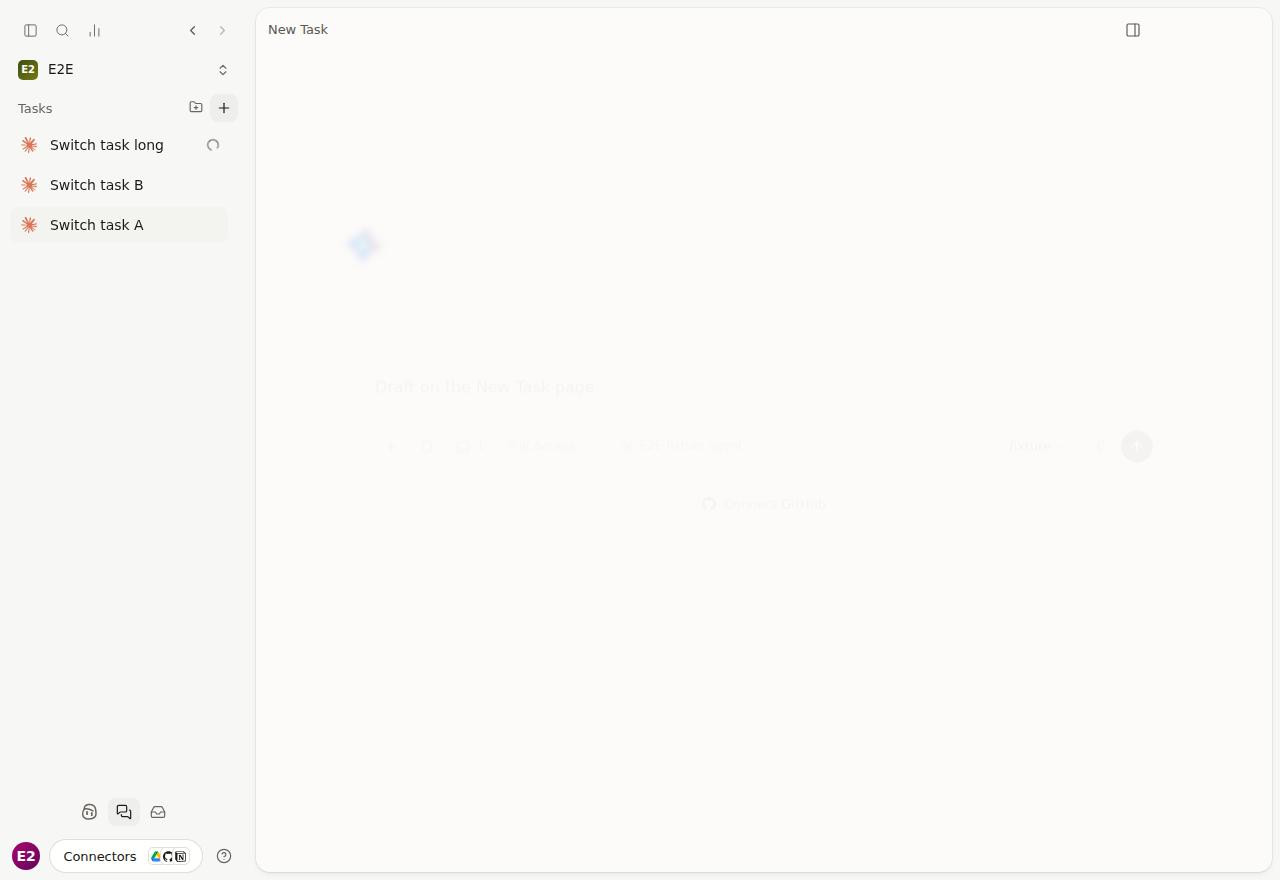 New Task
E2 E2E
Tasks
Switch task long
Switch task B
Switch task A
Draft on the New Task page
fixture
Connect GitHub
E2 Connectors